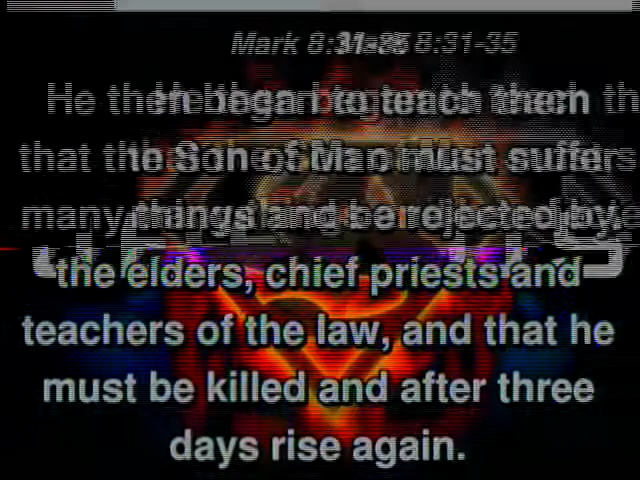 Mark 8:31-35
He then began to teach them
that the Son of Man must suffer
many things and be rejected by
the elders, chief priests and
teachers of the law, and that he
must be killed and after three
days rise again.